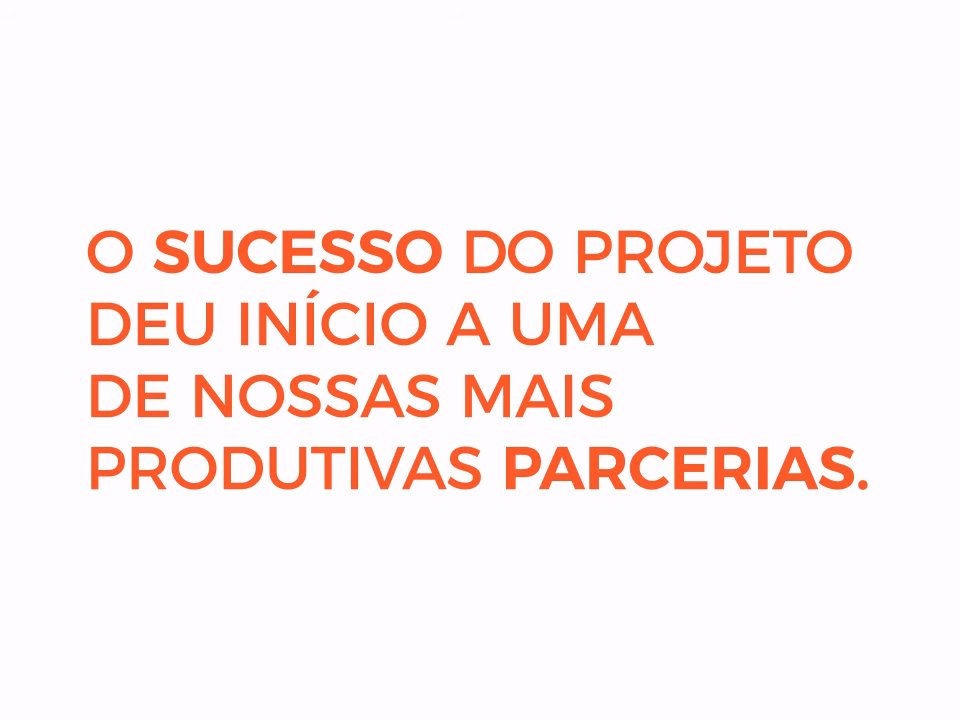 O SUCESSO DO PROJETO
DEU INÍCIO A UMA
DE NOSSAS MAIS
PRODUTIVAS PARCERIAS.